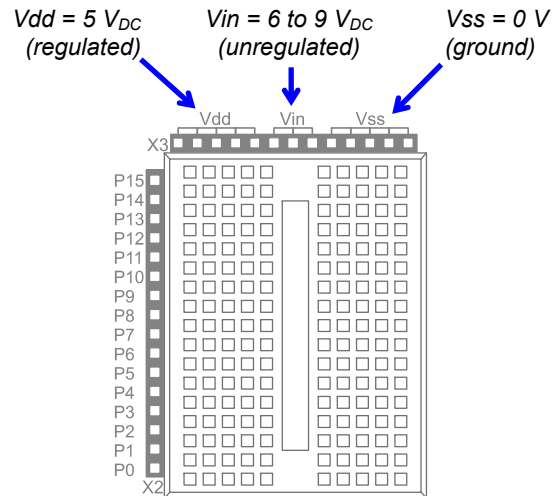 Vdd = 5 VDC Vin = 6 to 9 VDC Vss = 0 V
(regulated) (unregulated) (ground)
Vdd Vin Vss
X3
P15
P14
P13
P12
P11
P10
P9
P8
P7
P6
P5
P4
P3
P2
P1
P0
X2